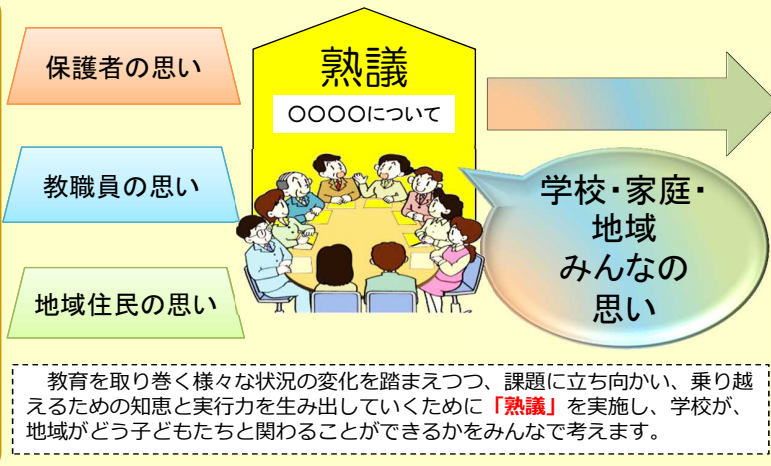 保護者の思い
教職員の思い
地域住民の思い
熟議
〇〇〇〇について
学校・家庭・
地域
みんなの
思い
教育を取り巻く様々な状況の変化を踏まえつつ、課題に立ち向かい、乗り越
えるための知恵と実行力を生み出していくために「熟議」を実施し、学校が、
地域がどう子どもたちと関わることができるかをみんなで考えます。